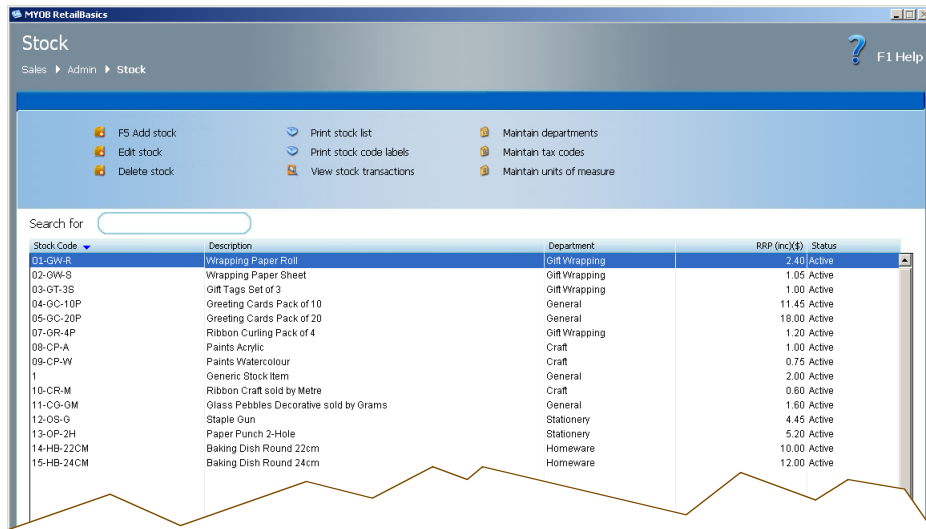 MYOB RetailBasics
Stock
F1 Help
Sales Admin Stock
F5 Add stock Print stock list Maintain departments
Edit stock Print stock code labels Maintain tax codes
Delete stock View stock transactions Maintain units of measure
Search for
Stock Code Description Department RRP (inc)($) Status
01-GW-R Wrapping Paper Roll Gift Wrapping 2.40 Active
02-GW-S Wrapping Paper Sheet Gift Wrapping 1.05 Active
03-GT-3S Gift Tags Set of 3 Gift Wrapping 1.00 Active
04-GC-10P Greeting Cards Pack of 10 General 11.45 Active
05-GC-20P Greeting Cards Pack of 20 General 18.00 Active
07-GR-4P Ribbon Curling Pack of 4 Gift Wrapping 1.20 Active
08-CP-A Paints Acrylic Craft 1.00 Active
09-CP-W Paints Watercolour Craft 0.75 Active
1 Generic Stock Item General 2.00 Active
10-CR-M Ribbon Craft sold by Metre Craft 0.60 Active
11-CG-GM Glass Pebbles Decorative sold by Grams General 1.60 Active
12-OS-G Staple Gun Stationery 4.45 Active
13-OP-2H Paper Punch 2-Hole Stationery 5.20 Active
14-HB-22CM Baking Dish Round 22cm Homeware 10.00 Active
15-HB-24CM Baking Dish Round 24cm Homeware 12.00 Active